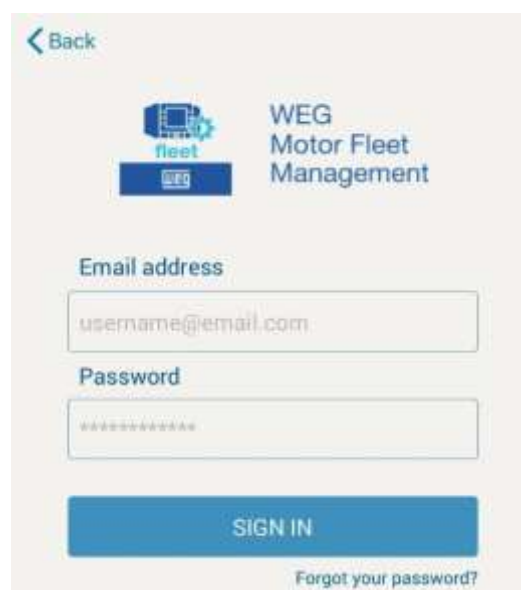 Back
WEG
Motor Fleet
Management
fleet
WEG
Email address
username@email.com
Password
************
SIGN IN
Forgot your password?